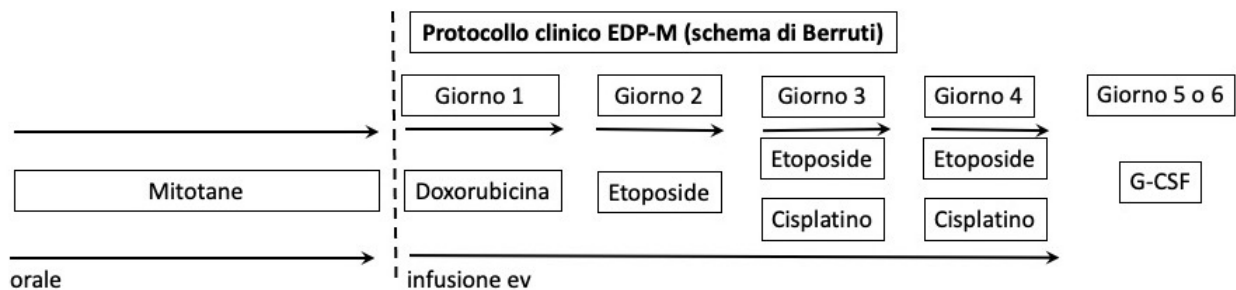 Protocollo clinico EDP-M (schema di Berruti)
Giorno 1 Giorno 2 Giorno 3 Giorno 4 Giorno 5 o 6
Etoposide Etoposide
Mitotane Doxorubicina Etoposide G-CSF
Cisplatino Cisplatino
orale infusione ev